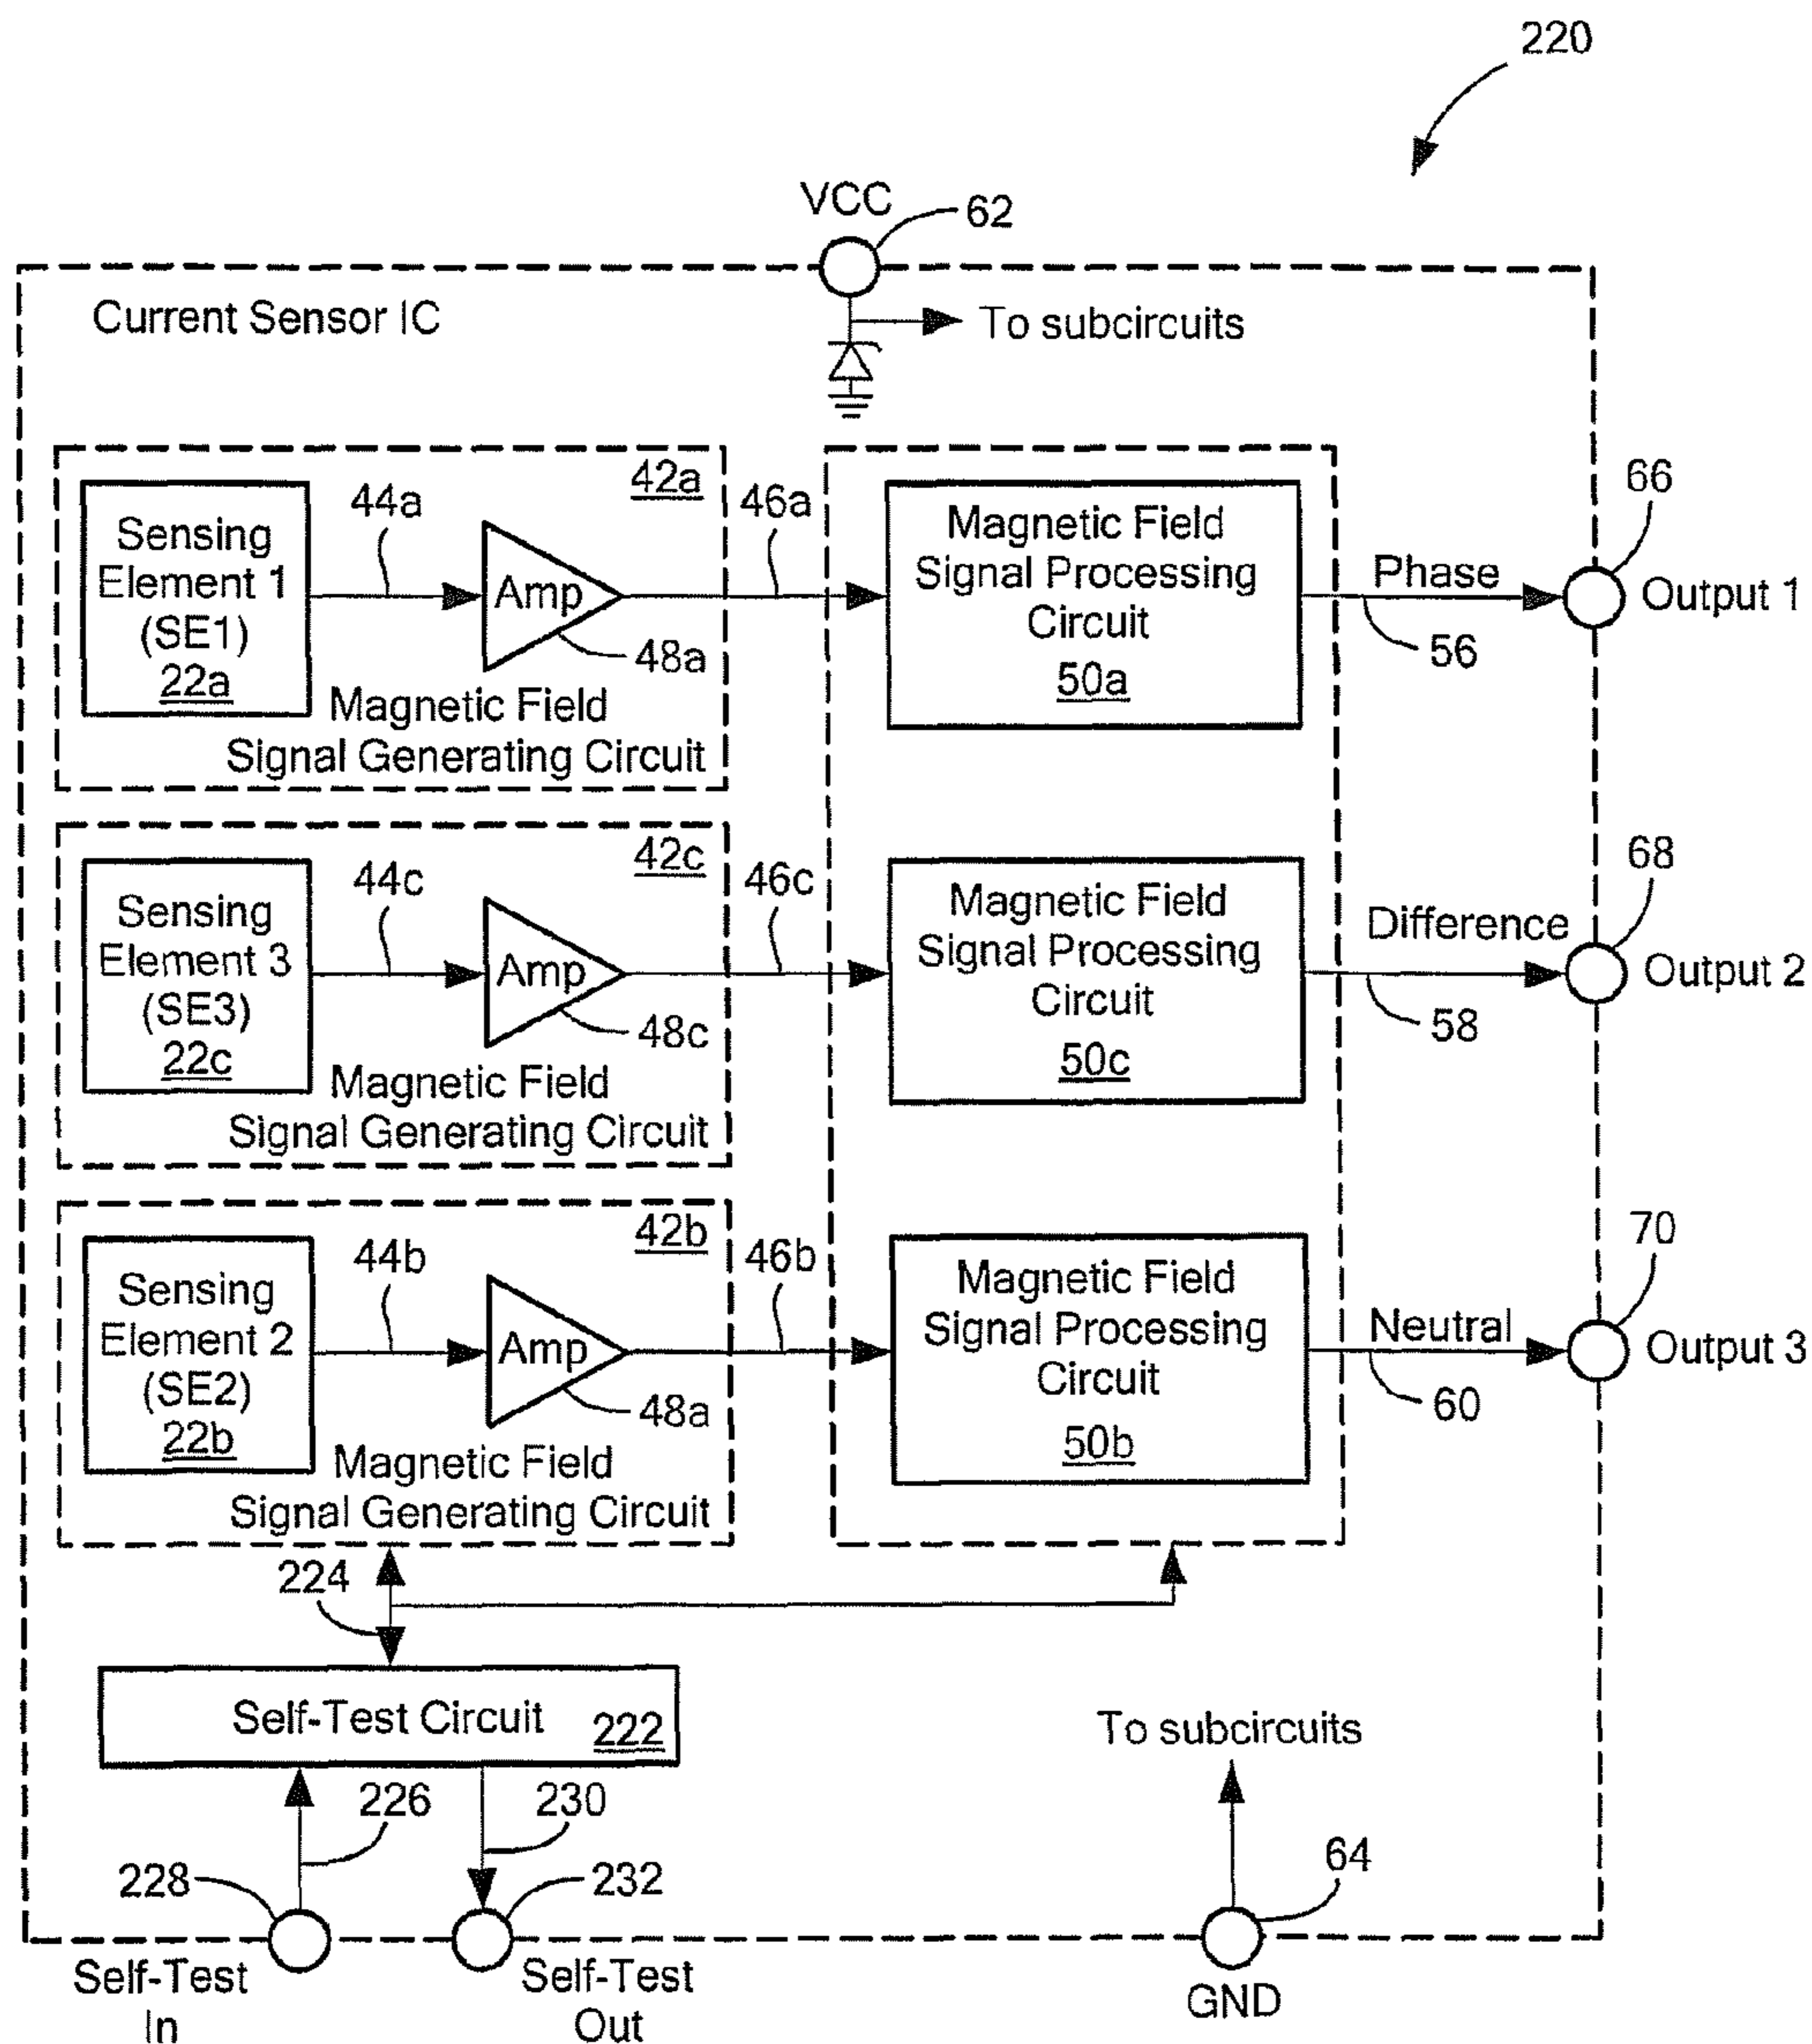 220
VCC
62
Current Sensor IC
To subcircuits
42a
Sensing
Element 1
(SE1)
22a
44a
Amp
48a
Magnetic Field
Signal Generating Circuit
46a
Magnetic Field
Signal Processing
Circuit
50a
Phase
56
66
Output 1
42c
Sensing
Element 3
(SE3)
22c
44c
Amp
48c
Magnetic Field
Signal Generating Circuit
46c
Magnetic Field
Signal Processing
Circuit
50c
Difference
58
68
Output 2
42b
Sensing
Element 2
(SE2)
22b
44b
Amp
48a
Magnetic Field
Signal Generating Circuit
46b
Magnetic Field
Signal Processing
Circuit
50b
Neutral
60
70
Output 3
224
Self-Test Circuit
222
226
230
228
232
Self-Test
In
Self-Test
Out
To subcircuits
64
GND